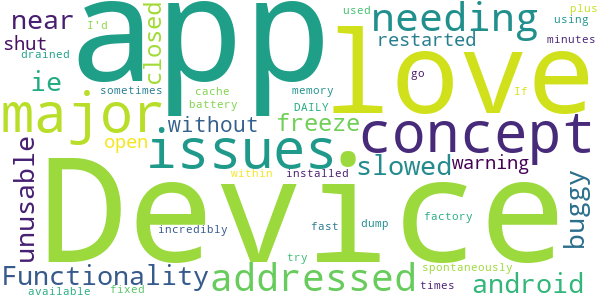 app
love
Device
concept
major
issues
needing
near
I'd
closed
used
plus
restarted
using
shut
drained
minutes
ie
sometimes
cache
memory
go
battery
DAILY
If
without
freeze
open
slowed
warning
unusable
within
installed
buggy
incredibly
fast
dump
factory
try
Functionality
addressed
spontaneously
android
available
fixed
times